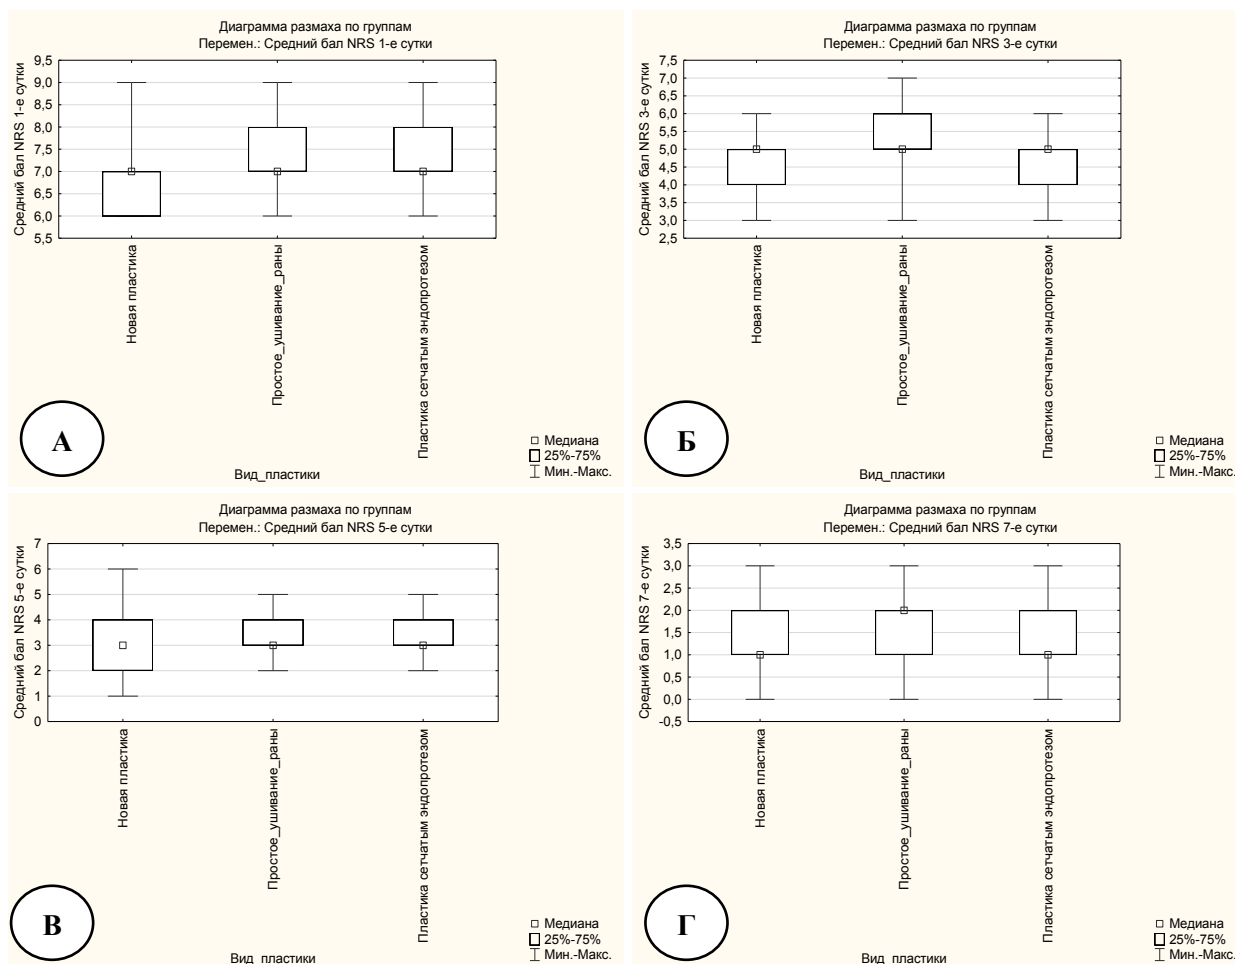 Диаграмма размаха по группам
Перемен.: Средний бал NRS 1-е сутки
Средний бал NRS 1-е сутки
9,5
9,0
8,5
8,0
7,5
7,0
6,5
6,0
5,5
Новая пластика
Простое_ушивание_раны
Пластика сетчатым эндопротезом
А
Вид_пластики
Медиана
25%-75%
Мин.-Макс.
Диаграмма размаха по группам
Перемен.: Средний бал NRS 3-е сутки
Средний бал NRS 3-е сутки
7,5
7,0
6,5
6,0
5,5
5,0
4,5
4,0
3,5
3,0
2,5
Новая пластика
Простое_ушивание_раны
Пластика сетчатым эндопротезом
Б
Вид_пластики
Медиана
25%-75%
Мин.-Макс.
Диаграмма размаха по группам
Перемен.: Средний бал NRS 5-е сутки
Средний бал NRS 5-е сутки
7
6
5
4
3
2
1
0
Новая пластика
Простое_ушивание_раны
Пластика сетчатым эндопротезом
В
Вид_пластики
Медиана
25%-75%
Мин.-Макс.
Диаграмма размаха по группам
Перемен.: Средний бал NRS 7-е сутки
Средний бал NRS 7-е сутки
3,5
3,0
2,5
2,0
1,5
1,0
0,5
0,0
-0,5
Новая пластика
Простое_ушивание_раны
Пластика сетчатым эндопротезом
Г
Вид_пластики
Медиана
25%-75%
Мин.-Макс.